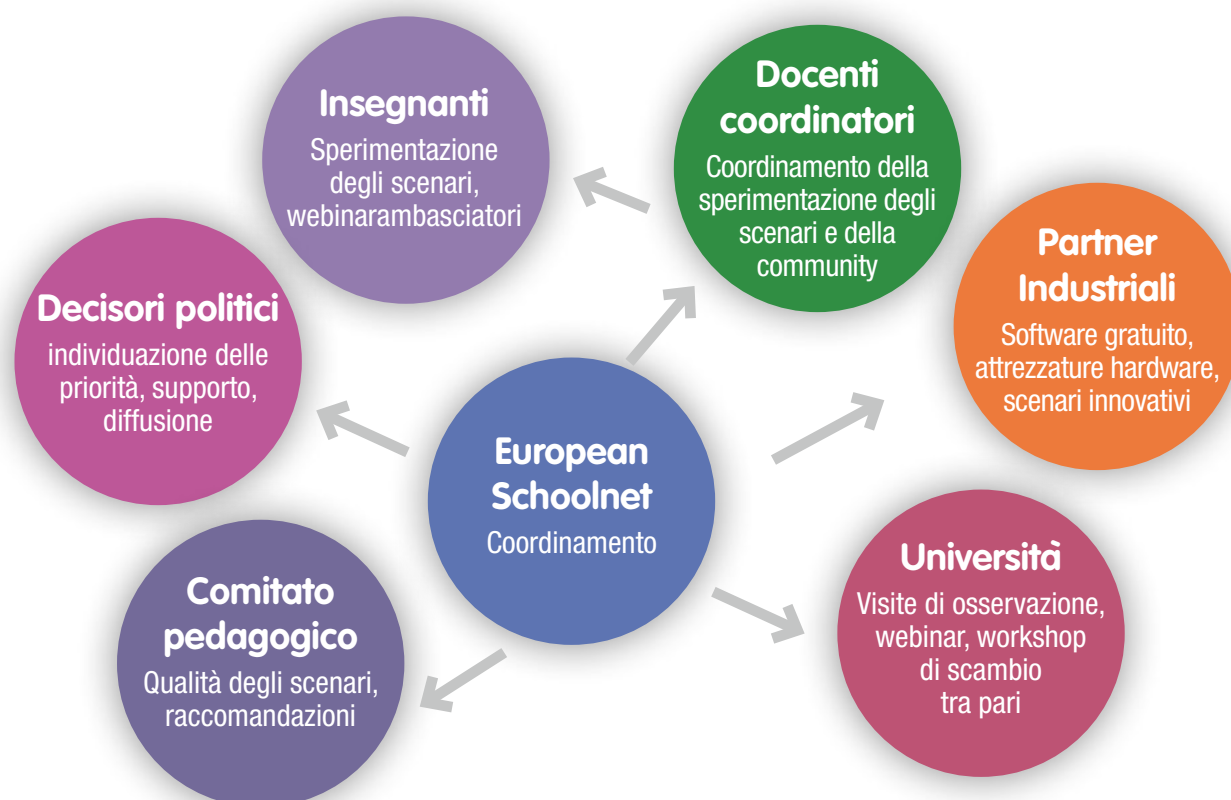 Insegnanti
Sperimentazione
degli scenari,
webinarambasciatori
Docenti
coordinatori
Coordinamento della
sperimentazione degli
scenari e della
community
Partner
Industriali
Software gratuito,
attrezzature hardware,
scenari innovativi
Decisori politici
individuazione delle
priorità, supporto,
diffusione
European
Schoolnet
Coordinamento
Università
Visite di osservazione,
webinar, workshop
di scambio
tra pari
Comitato
pedagogico
Qualità degli scenari,
raccomandazioni